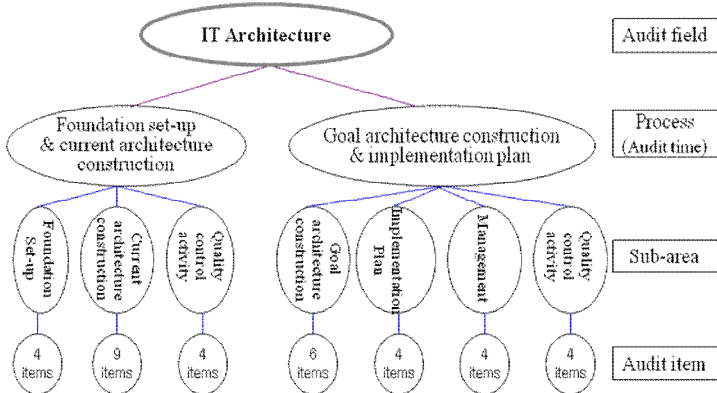 IT Architecture
Audit field
Foundation set-up
& current architecture
construction
Goal architecture construction
& implementation plan
Process
(Audit time)
Foundation
Set-up
Current
architecture
construction
Quality
control
activity
Goal
architecture
construction
Implementation
Plan
Management
Quality
control
activity
Sub-area
4
items
9
items
4
items
6
items
4
items
4
items
4
items
Audit item